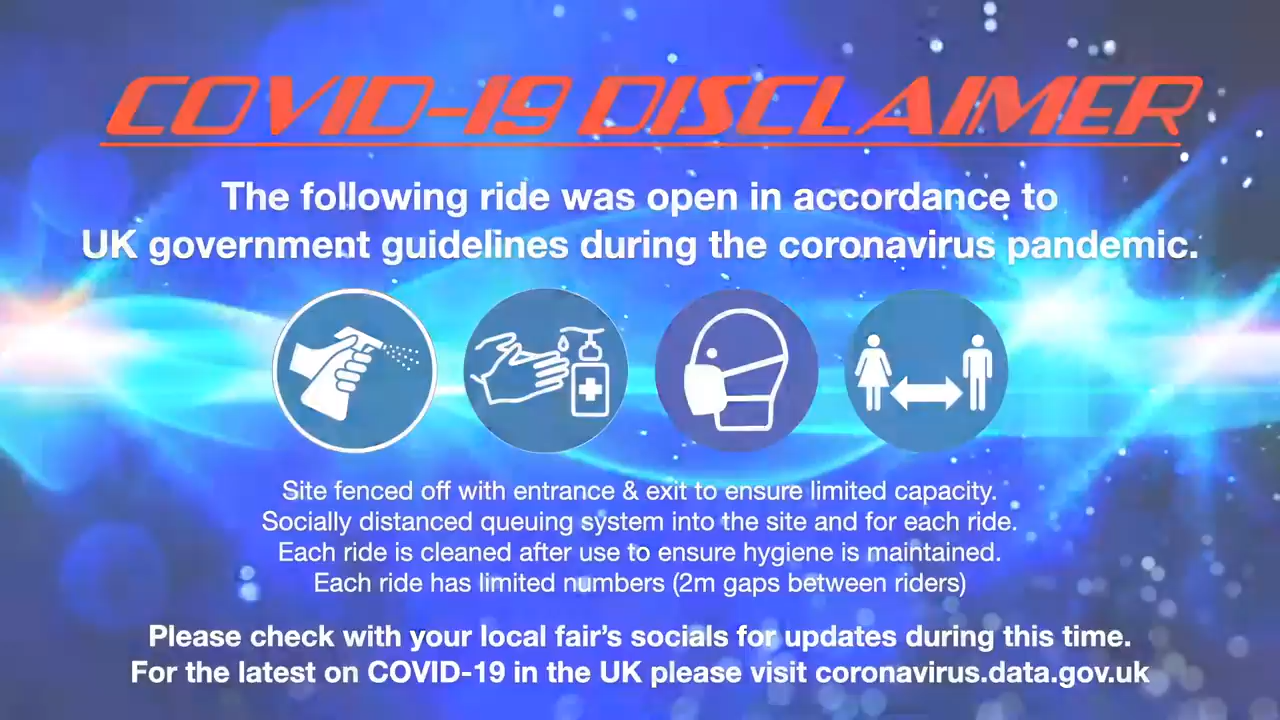 COVID-19 DISCLAIMER
The following ride was open in accordance to
UK government guidelines during the coronavirus pandemic.
Site fenced off with entrance & exit to ensure limited capacity.
Socially distanced queuing system into the site and for each ride.
Each ride is cleaned after use to ensure hygiene is maintained.
Each ride has limited numbers (2m gaps between riders)
Please check with your local fair's socials for updates during this time.
For the latest on COVID-19 in the UK please visit coronavirus.data.gov.uk